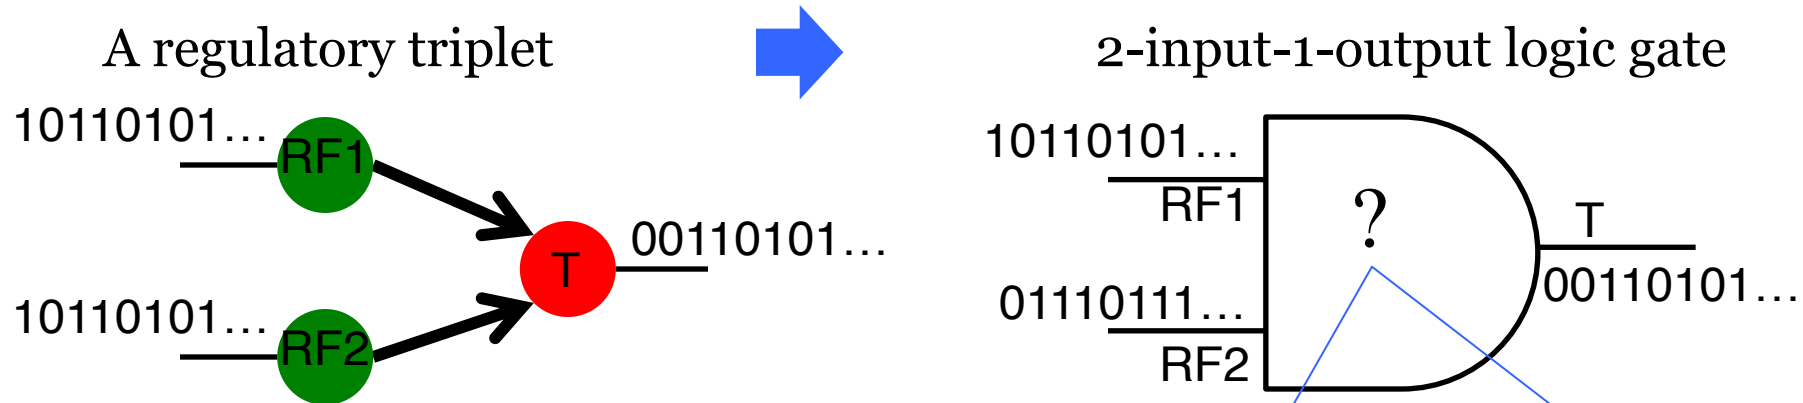 A regulatory triplet
10110101…
RF1
T
00110101…
10110101…
RF2
2-input-1-output logic gate
10110101…
RF1
?
T
00110101…
01110111…
RF2